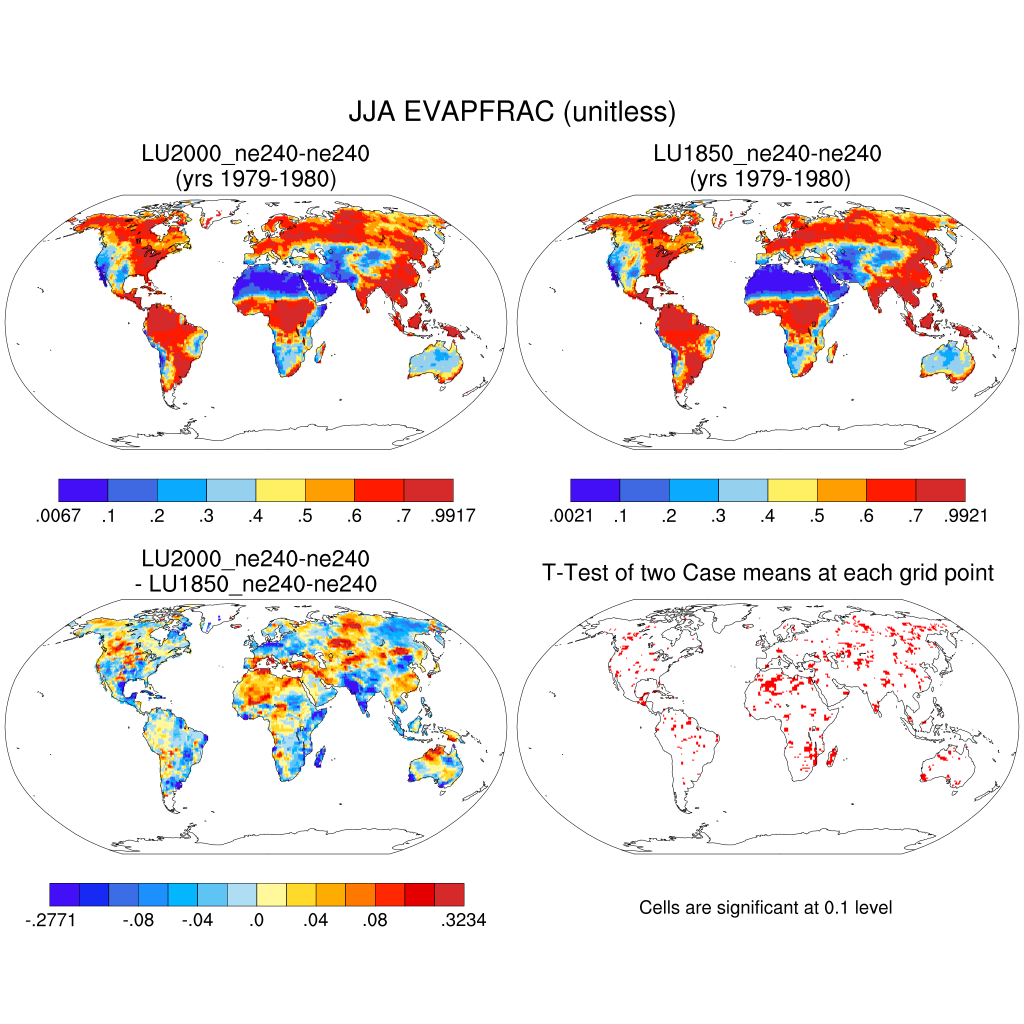 JJA EVAPFRAC (unitless)
LU2000_ne240-ne240
(yrs 1979-1980)
LU1850_ne240-ne240
(yrs 1979-1980)
.0067 .1 .2 .3 .4 .5 .6 .7 .9917
.0021 .1 .2 .3 .4 .5 .6 .7 .9921
LU2000_ne240-ne240
- LU1850_ne240-ne240
T-Test of two Case means at each grid point
-.2771 -.08 -.04 .0 .04 .08 .3234
Cells are significant at 0.1 level